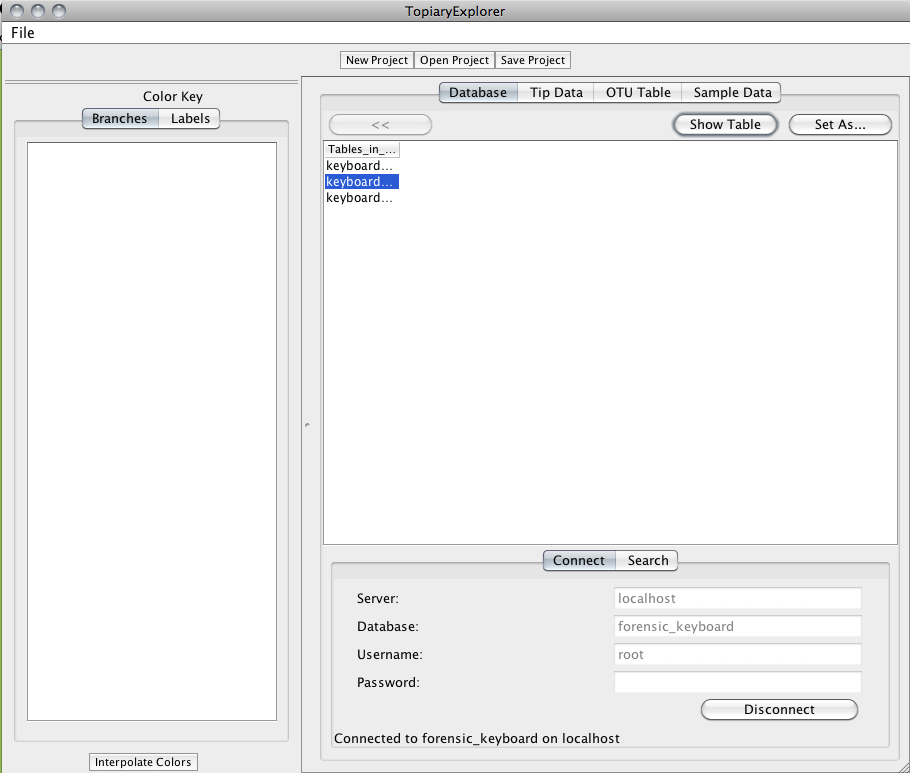 TopiaryExplorer
File
New Project Open Project Save Project
Color Key
Branches Labels
Database Tip Data OTU Table Sample Data
<< Show Table Set As...
Tables_in_...
keyboard...
keyboard...
keyboard...
Connect Search
Server: localhost
Database: forensic_keyboard
Username: root
Password:
Disconnect
Connected to forensic_keyboard on localhost
Interpolate Colors